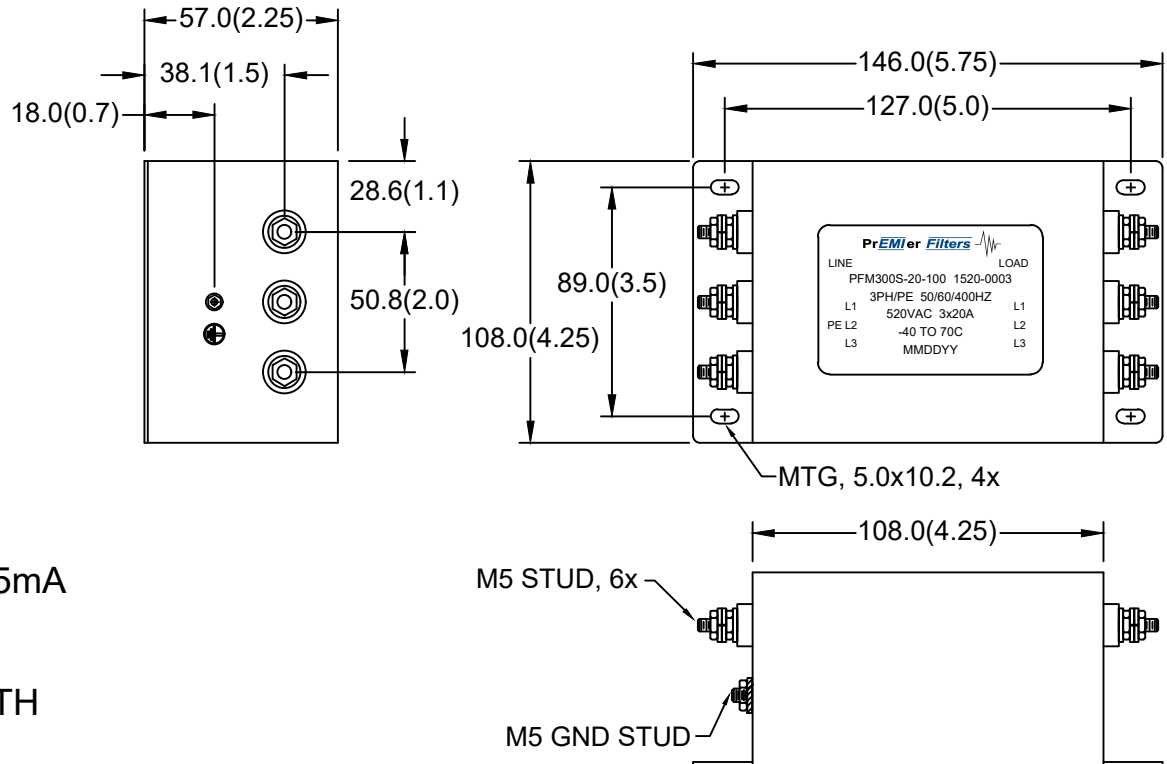 57.0(2.25)
38.1(1.5)
18.0(0.7)
28.6(1.1)
50.8(2.0)
146.0(5.75)
127.0(5.0)
89.0(3.5)
108.0(4.25)
PrEMIer Filters
LINE LOAD
PFM300S-20-100 1520-0003
3PH/PE 50/60/400HZ
L1 520VAC 3x20A L1
PE L2 -40 TO 70C L2
L3 MMDDYY L3
MTG, 5.0x10.2, 4x
108.0(4.25)
5mA
M5 STUD, 6x
TH
M5 GND STUD